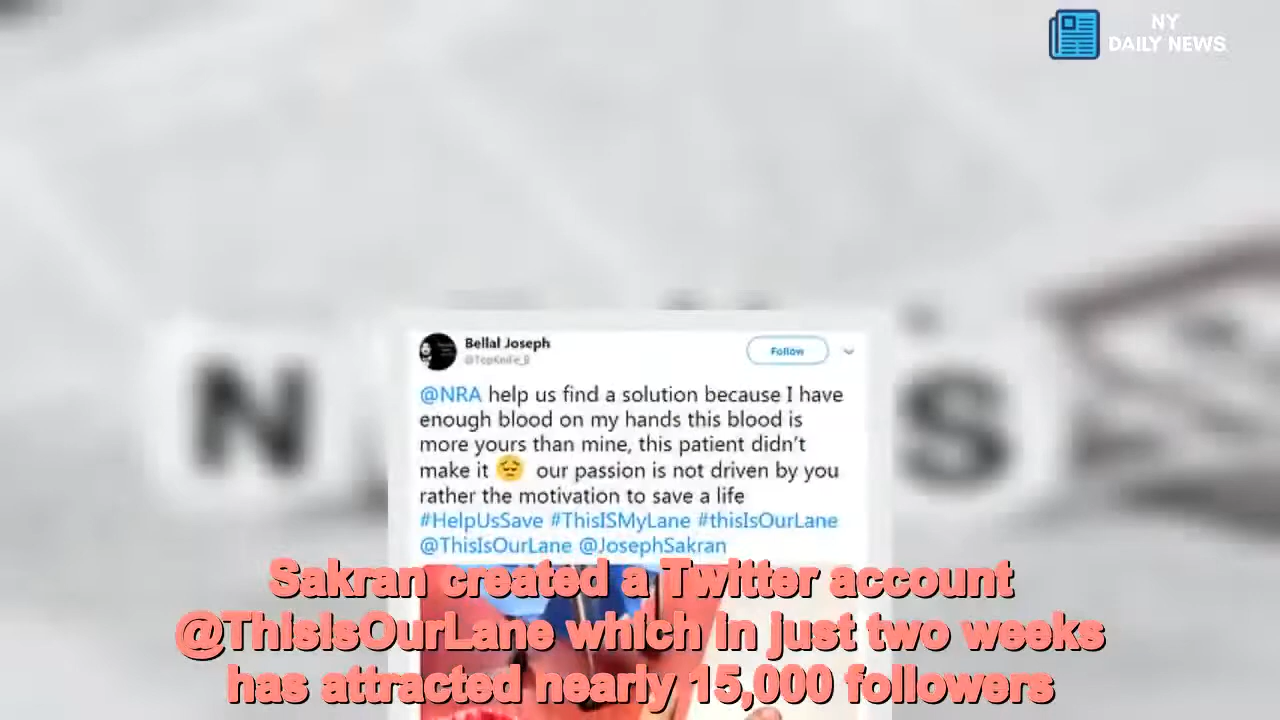 NY
DAILY NEWS
N
S
Bellal Joseph
@TopKnife_B
Follow
@NRA help us find a solution because I have
enough blood on my hands this blood is
more yours than mine, this patient didn't
make it 😔 our passion is not driven by you
rather the motivation to save a life
#HelpUsSave #ThisISMyLane #thisIsOurLane
@ThisIsOurLane @JosephSakran
Sakran created a Twitter account
@ThisIsOurLane which in just two weeks
has attracted nearly 15,000 followers